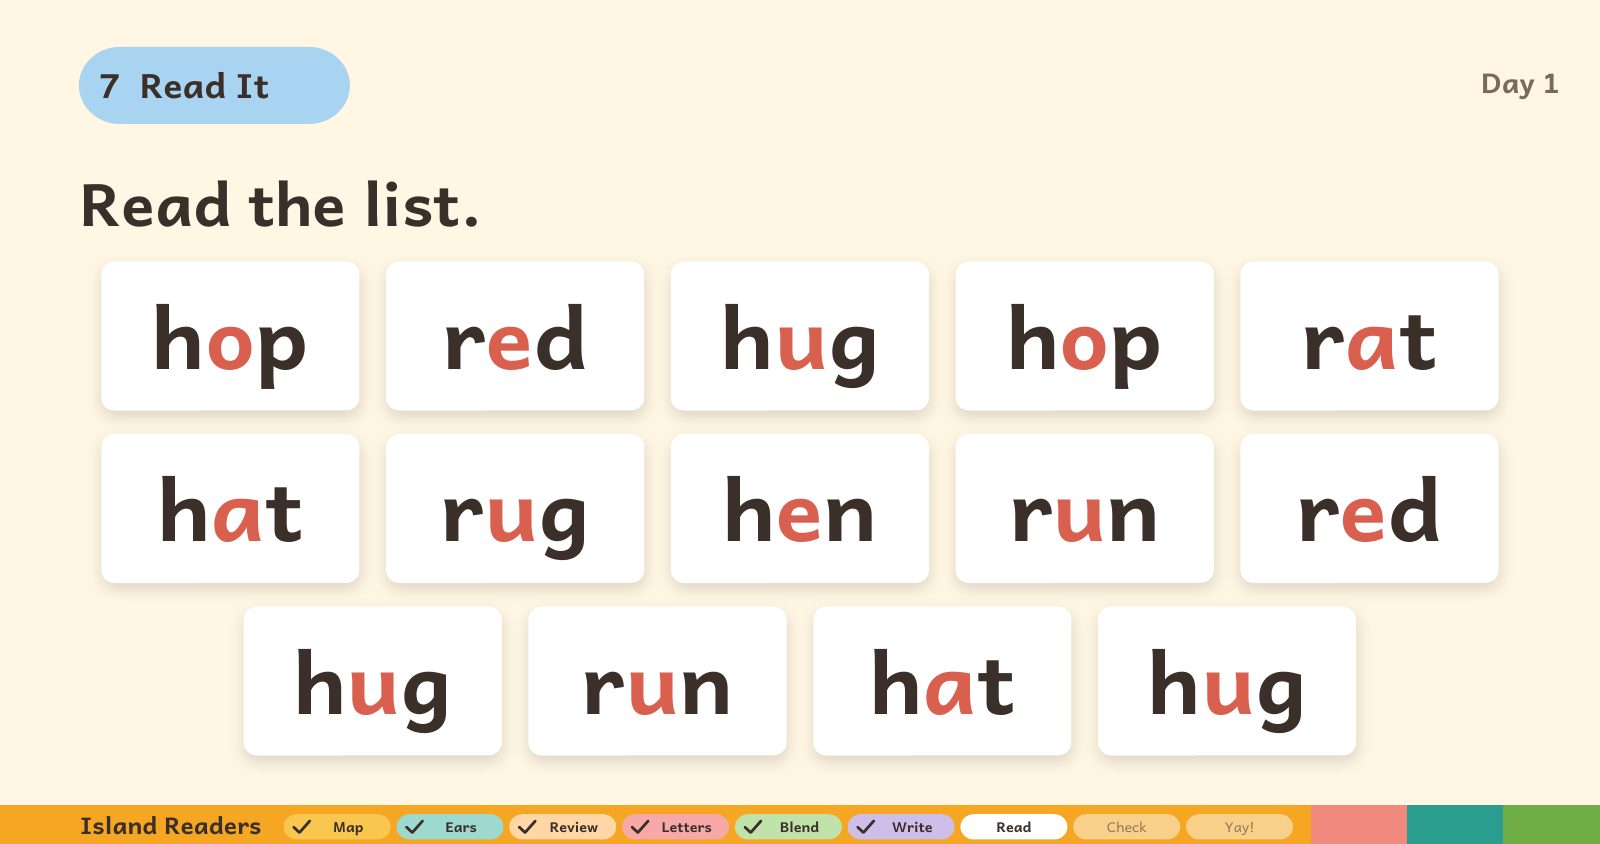 7 Read It
Day 1
Read the list.
hop red hug hop rat
hat rug hen run red
hug run hat hug
Island Readers Map Ears Review Letters Blend Write Read Check Yay!